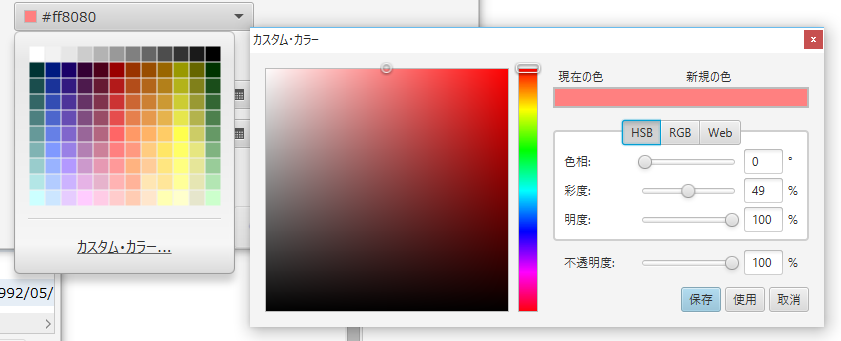 #ff8080
カスタム・カラー...
992/05/
カスタム・カラー
x
現在の色 新規の色
HSB RGB Web
色相: 0 °
彩度: 49 %
明度: 100 %
不透明度: 100 %
保存 使用 取消